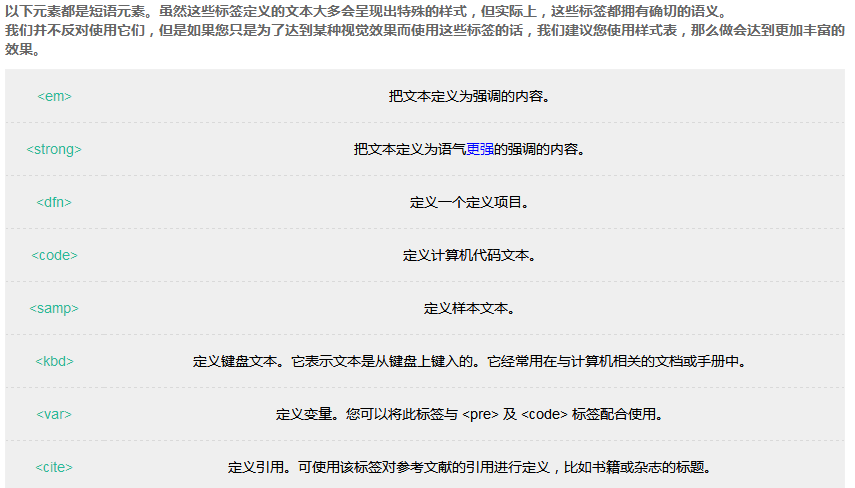 以下元素都是短语元素。虽然这些标签定义的文本大多会呈现出特殊的样式，但实际上，这些标签都拥有确切的语义。
我们并不反对使用它们，但是如果您只是为了达到某种视觉效果而使用这些标签的话，我们建议您使用样式表，那么做会达到更加丰富的
效果。
<em> 把文本定义为强调的内容。
<strong> 把文本定义为语气更强的强调的内容。
<dfn> 定义一个定义项目。
<code> 定义计算机代码文本。
<samp> 定义样本文本。
<kbd> 定义键盘文本。它表示文本是从键盘上键入的。它经常用在与计算机相关的文档或手册中。
<var> 定义变量。您可以将此标签与 <pre> 及 <code> 标签配合使用。
<cite> 定义引用。可使用该标签对参考文献的引用进行定义，比如书籍或杂志的标题。